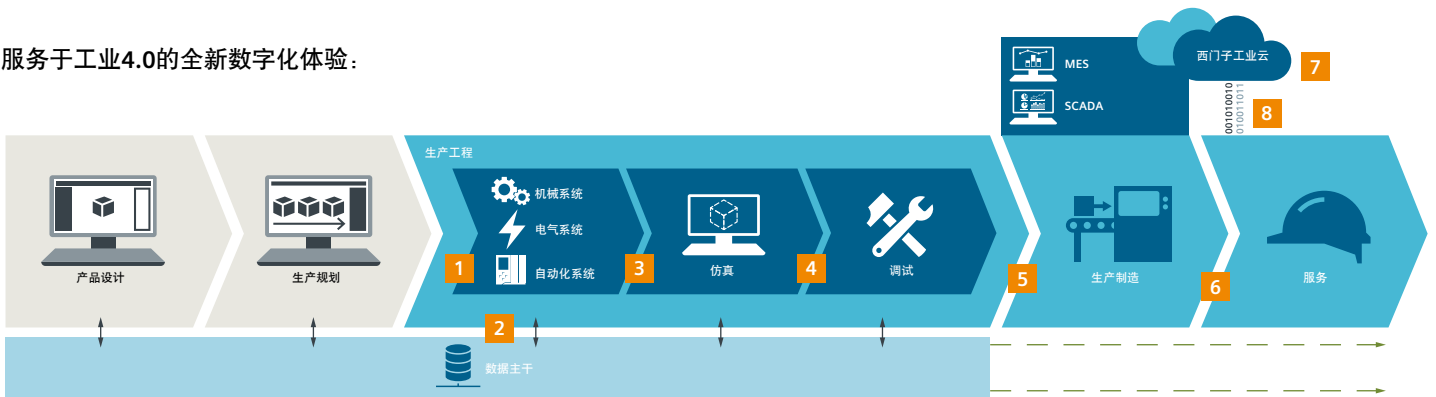 服务于工业4.0的全新数字化体验：
MES
SCADA
西门子工业云
7
001010010
010011011
8
生产工程
产品设计
生产规划
1
机械系统
电气系统
自动化系统
3
仿真
4
调试
5
生产制造
6
服务
2
数据主干